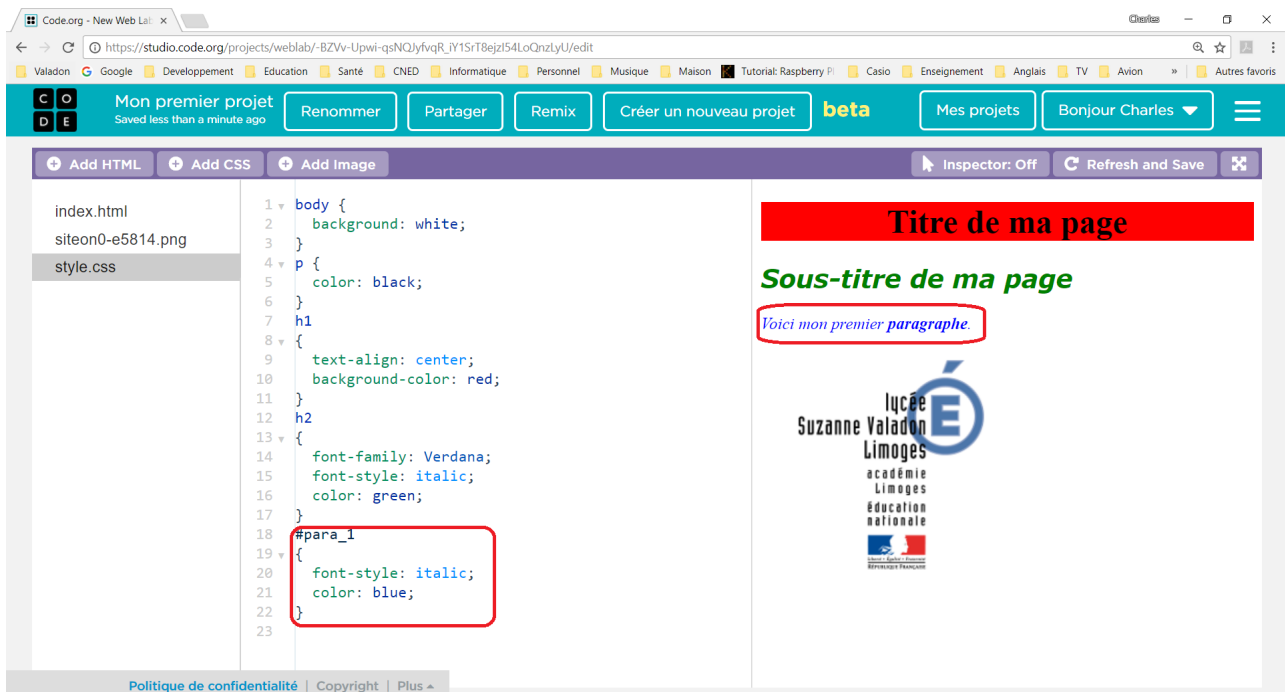 Code.org - New Web Lab
Charles
https://studio.code.org/projects/weblab/-BZVv-Upwi-qsNQJyfvqR_iY1SrT8ejzI54LoQnzLyU/edit
Valadon Google Developpement Education Santé CNED Informatique Personnel Musique Maison Tutorial: Raspberry Pi Casio Enseignement Anglais TV Avion » Autres favoris
CODE
Mon premier projet
Saved less than a minute ago
Renommer Partager Remix Créer un nouveau projet beta Mes projets Bonjour Charles
Add HTML Add CSS Add Image Inspector: Off Refresh and Save
index.html
siteon0-e5814.png
style.css
1 body {
2 background: white;
3 }
4 p {
5 color: black;
6 }
7 h1
8 {
9 text-align: center;
10 background-color: red;
11 }
12 h2
13 {
14 font-family: Verdana;
15 font-style: italic;
16 color: green;
17 }
18 #para_1
19 {
20 font-style: italic;
21 color: blue;
22 }
23
Titre de ma page
Sous-titre de ma page
Voici mon premier paragraphe.
lycée
Suzanne Valadon
Limoges
É
académie
Limoges
éducation
nationale
Liberté • Égalité • Fraternité
RÉPUBLIQUE FRANÇAISE
Politique de confidentialité | Copyright | Plus